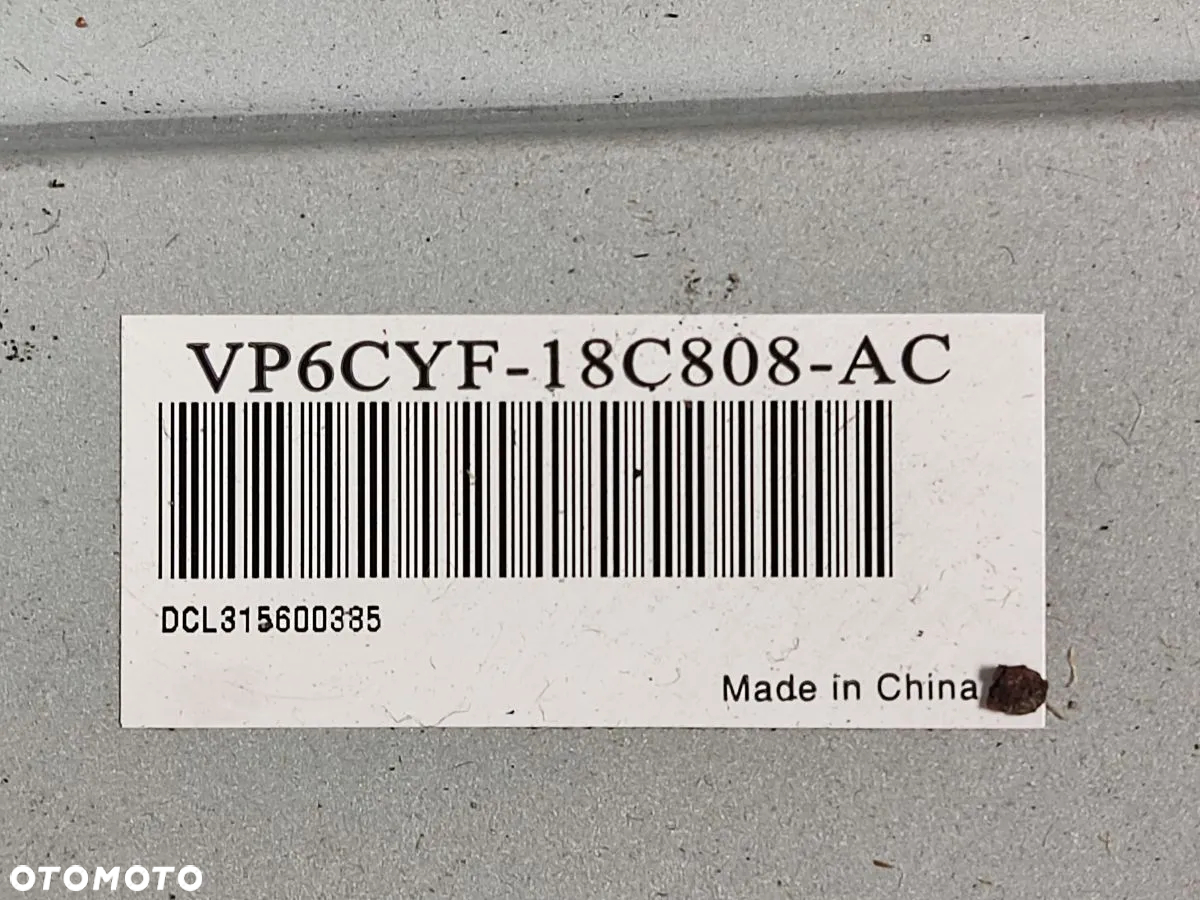 VP6CYF-18C808-AC
DCL315600385
Made in China
OTOMOTO